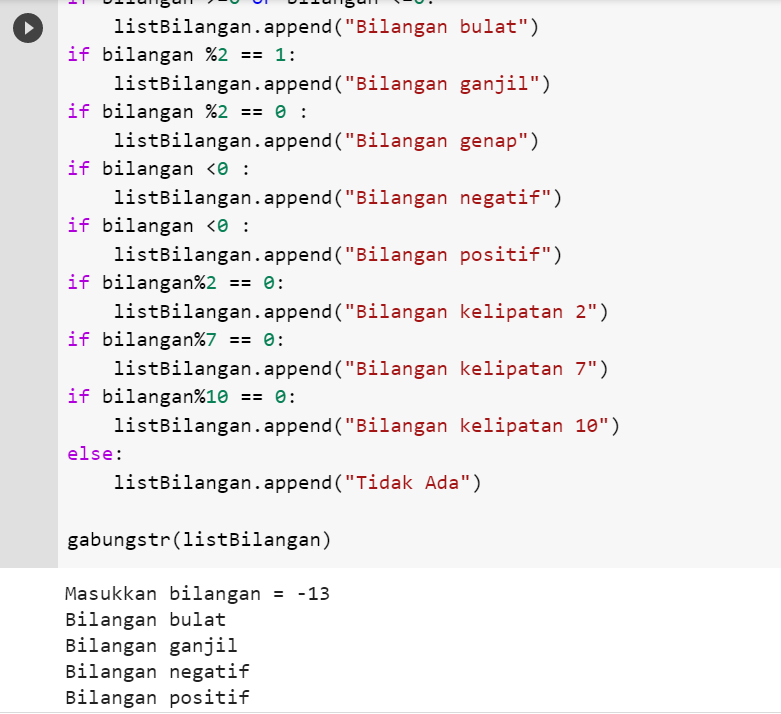 listBilangan.append("Bilangan bulat")
if bilangan %2 == 1:
    listBilangan.append("Bilangan ganjil")
if bilangan %2 == 0 :
    listBilangan.append("Bilangan genap")
if bilangan <0 :
    listBilangan.append("Bilangan negatif")
if bilangan <0 :
    listBilangan.append("Bilangan positif")
if bilangan%2 == 0:
    listBilangan.append("Bilangan kelipatan 2")
if bilangan%7 == 0:
    listBilangan.append("Bilangan kelipatan 7")
if bilangan%10 == 0:
    listBilangan.append("Bilangan kelipatan 10")
else:
    listBilangan.append("Tidak Ada")
gabungstr(listBilangan)
Masukkan bilangan = -13
Bilangan bulat
Bilangan ganjil
Bilangan negatif
Bilangan positif